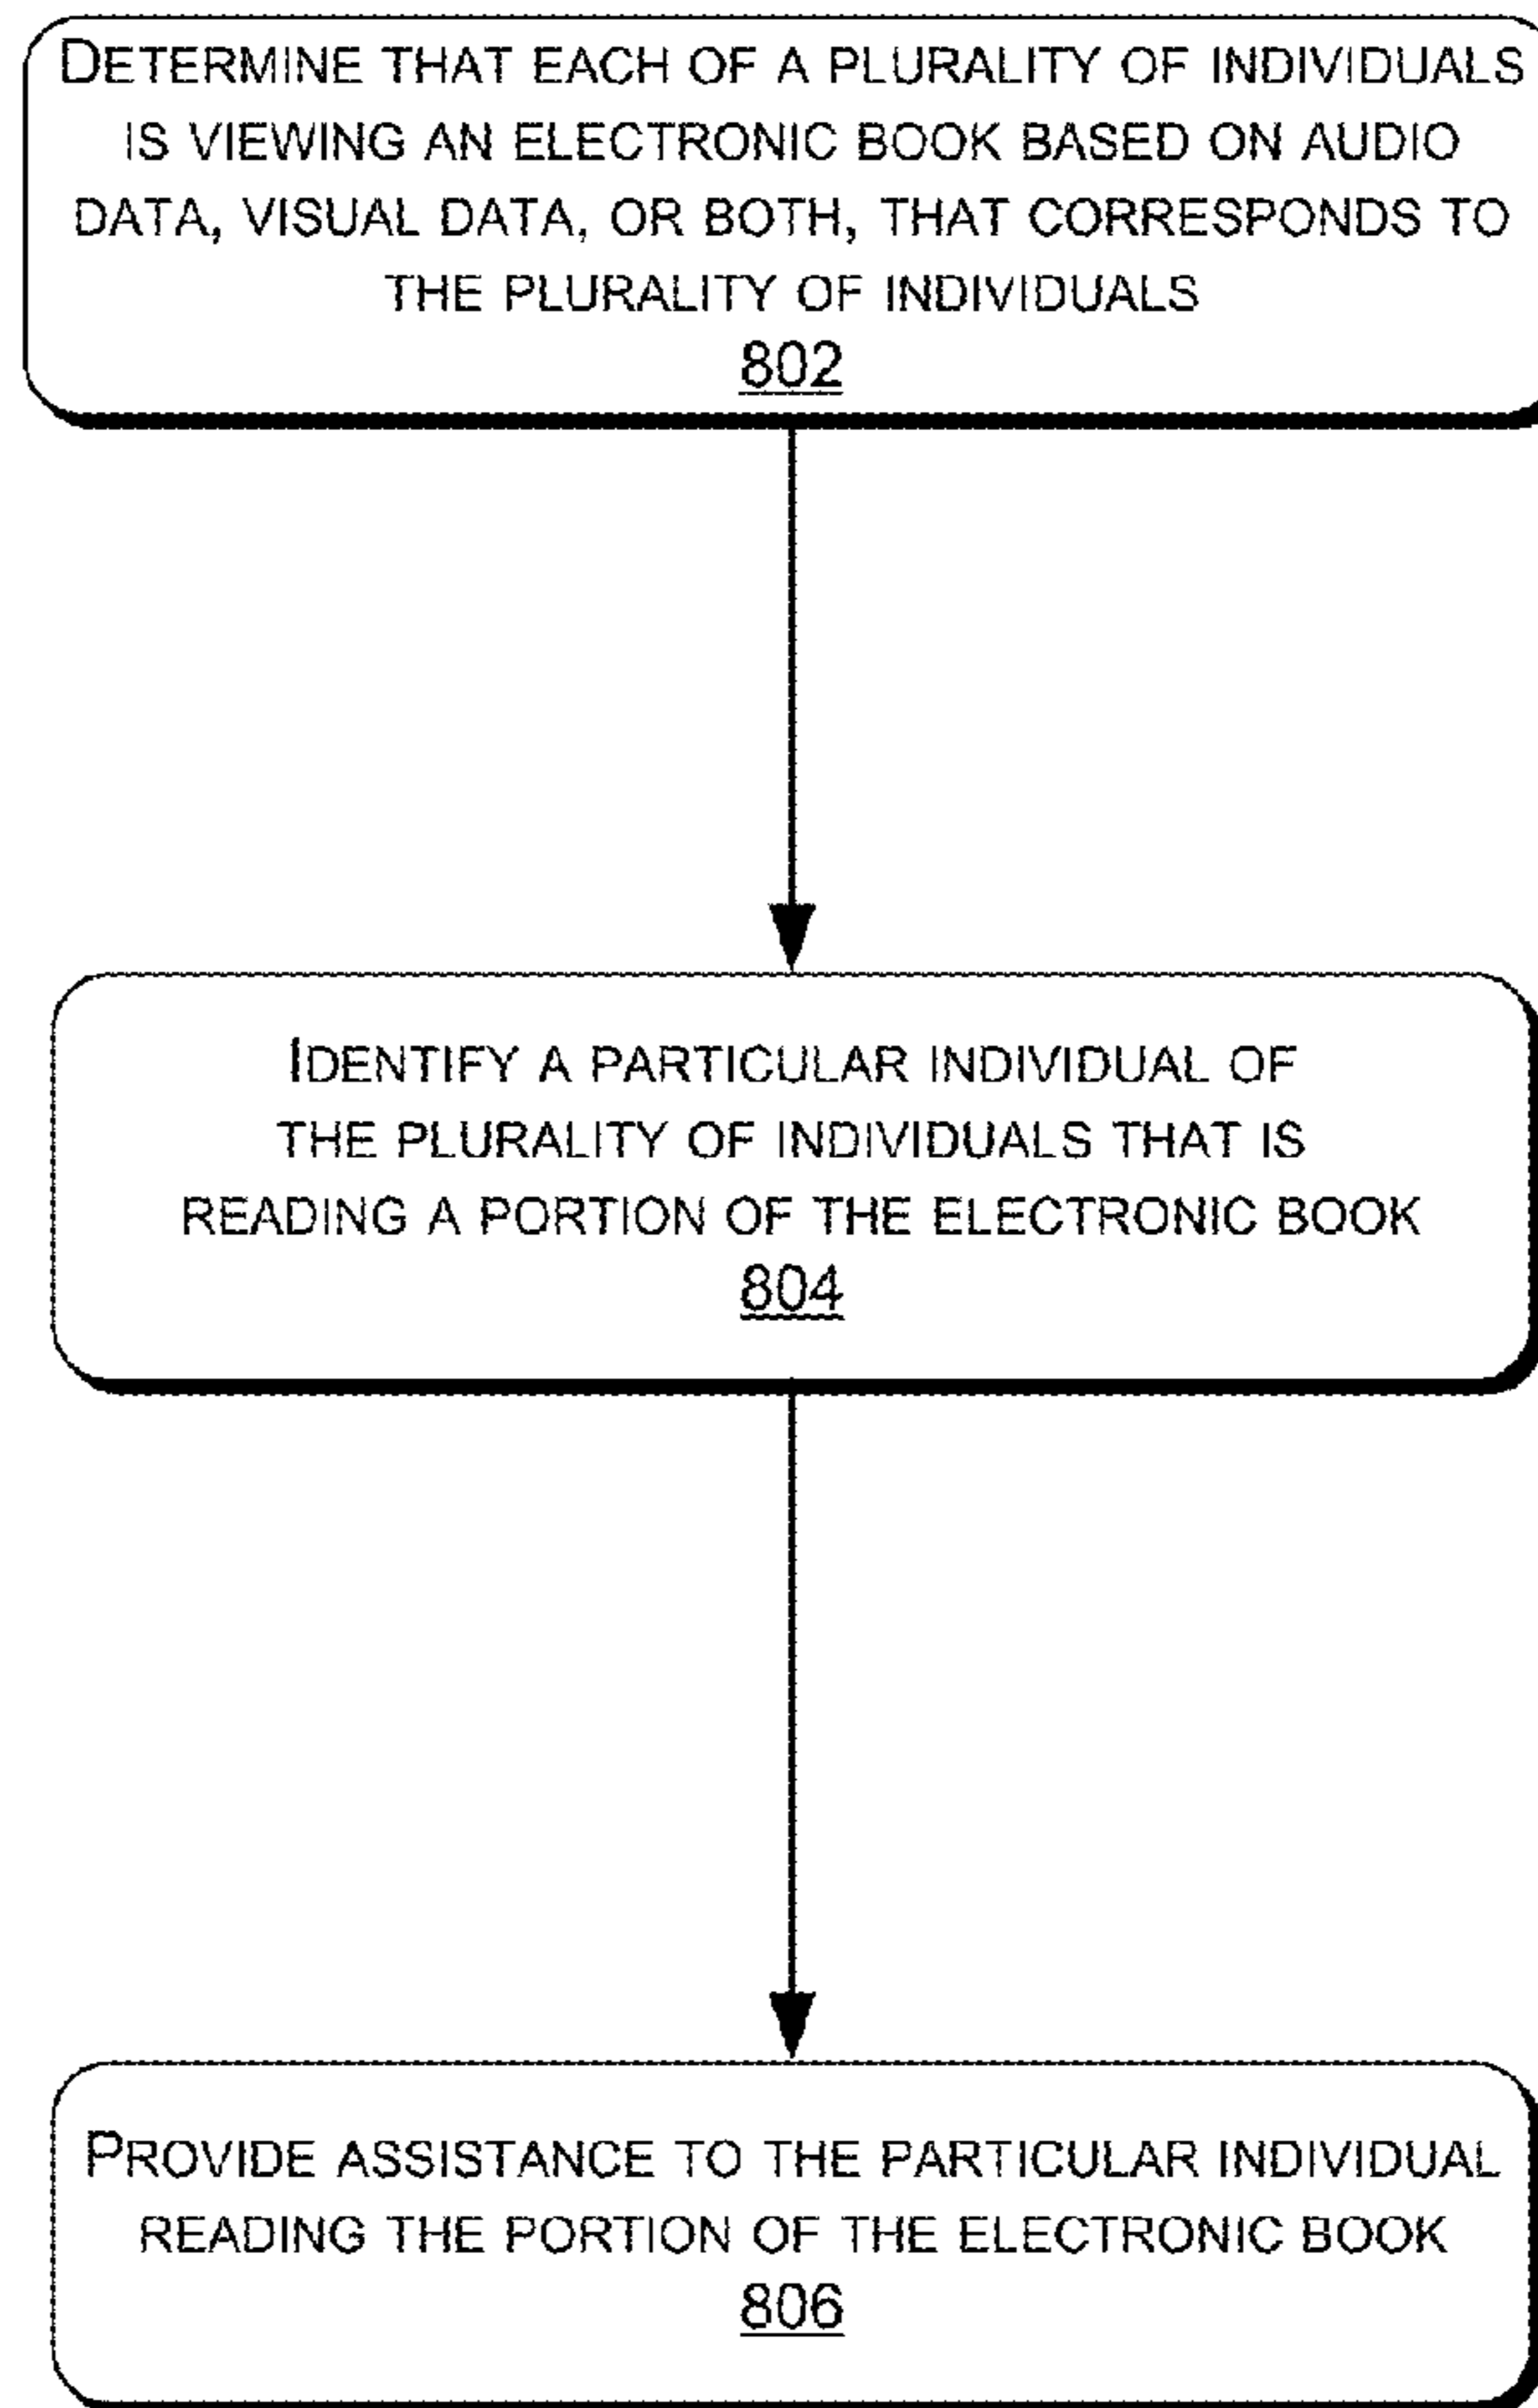 DETERMINE THAT EACH OF A PLURALITY OF INDIVIDUALS
IS VIEWING AN ELECTRONIC BOOK BASED ON AUDIO
DATA, VISUAL DATA, OR BOTH, THAT CORRESPONDS TO
THE PLURALITY OF INDIVIDUALS
802
IDENTIFY A PARTICULAR INDIVIDUAL OF
THE PLURALITY OF INDIVIDUALS THAT IS
READING A PORTION OF THE ELECTRONIC BOOK
804
PROVIDE ASSISTANCE TO THE PARTICULAR INDIVIDUAL
READING THE PORTION OF THE ELECTRONIC BOOK
806